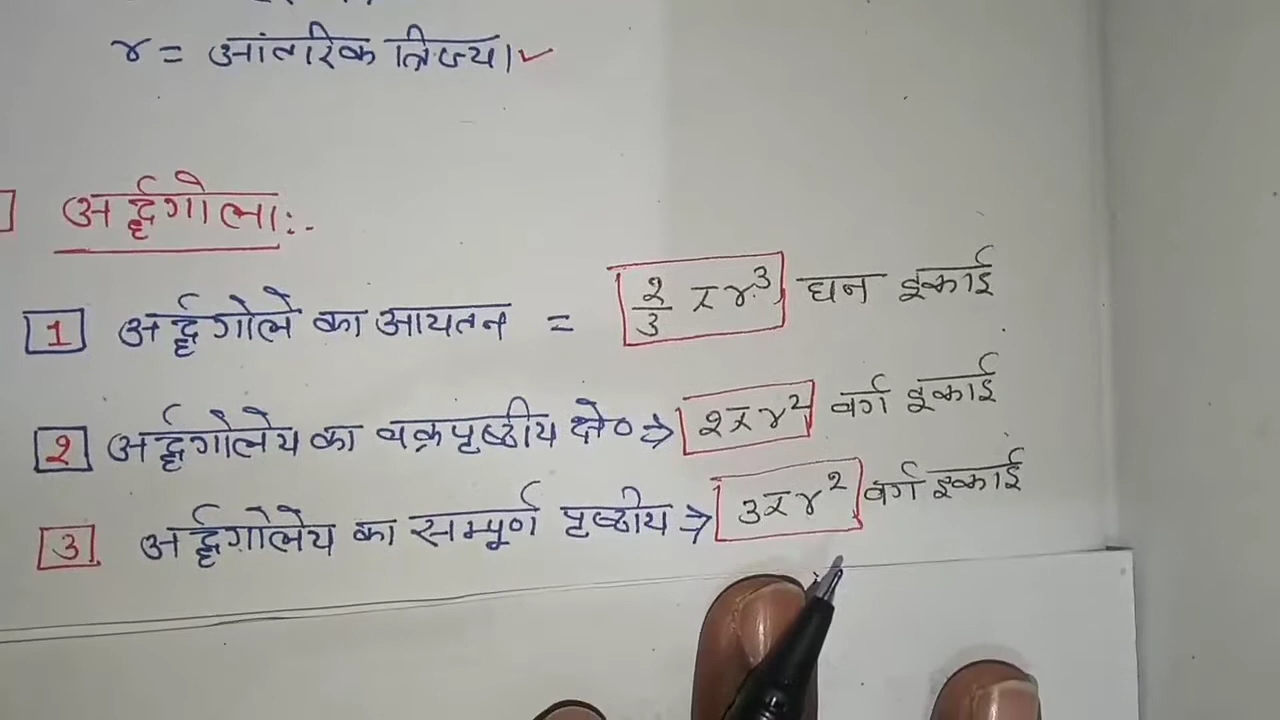 r = आंतरिक त्रिज्या
अर्द्धगोला:-
1 अर्द्धगोले का आयतन = 2/3 πr³ घन इकाई
2 अर्द्धगोलेय का वक्रपृष्ठीय क्षे० ⇒ 2πr² वर्ग इकाई
3 अर्द्धगोलेय का सम्पूर्ण पृष्ठीय ⇒ 3πr² वर्ग इकाई